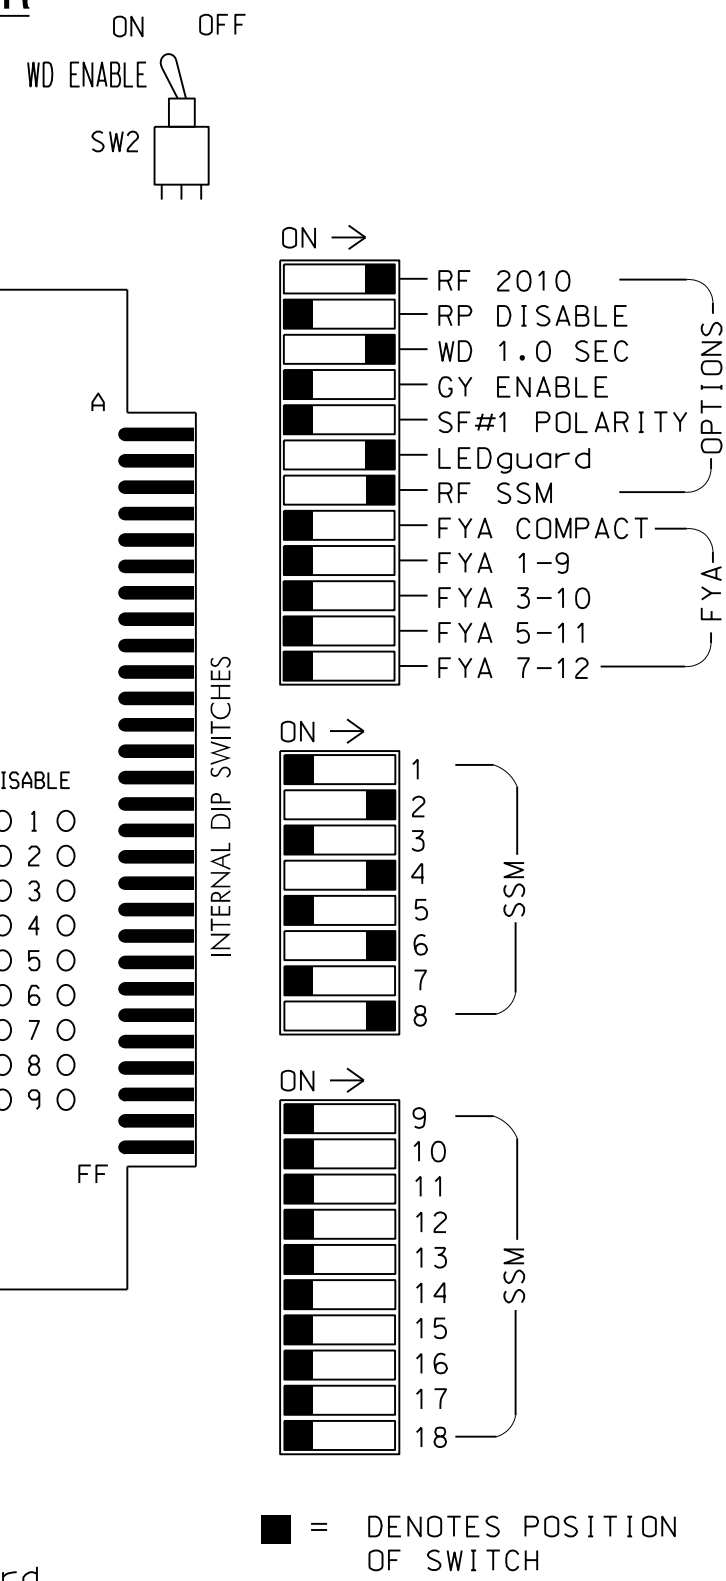 ON OFF
WD ENABLE
SW2
ON →
RF 2010
RP DISABLE
WD 1.0 SEC
GY ENABLE
SF#1 POLARITY
LEDguard
RF SSM
OPTIONS
FYA COMPACT
FYA 1-9
FYA 3-10
FYA 5-11
FYA 7-12
FYA
A
FF
INTERNAL DIP SWITCHES
ISABLE
1
2
3
4
5
6
7
8
9
ON →
1
2
3
4
5
6
7
8
SSM
ON →
9
10
11
12
13
14
15
16
17
18
SSM
= DENOTES POSITION
OF SWITCH